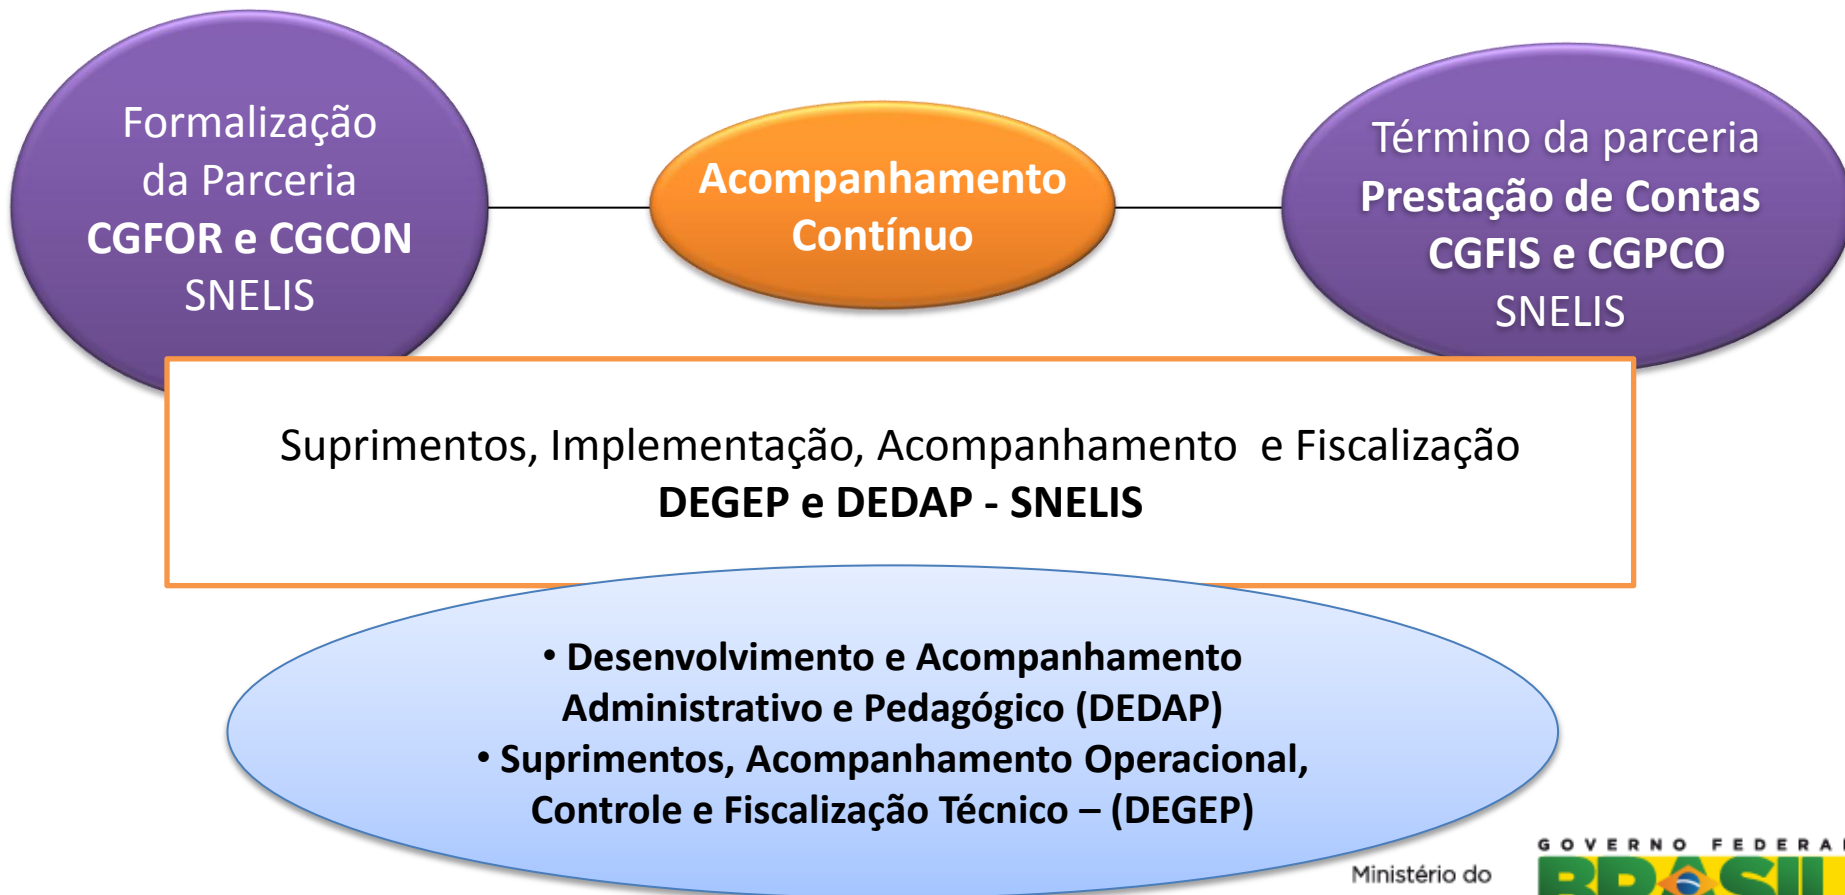 Formalização
da Parceria
CGFOR e CGCON
SNELIS
Acompanhamento
Contínuo
Término da parceria
Prestação de Contas
CGFIS e CGPCO
SNELIS
Suprimentos, Implementação, Acompanhamento e Fiscalização
DEGEP e DEDAP - SNELIS
• Desenvolvimento e Acompanhamento
Administrativo e Pedagógico (DEDAP)
• Suprimentos, Acompanhamento Operacional,
Controle e Fiscalização Técnico – (DEGEP)
Ministério do
GOVERNO FEDERA
BRASIL